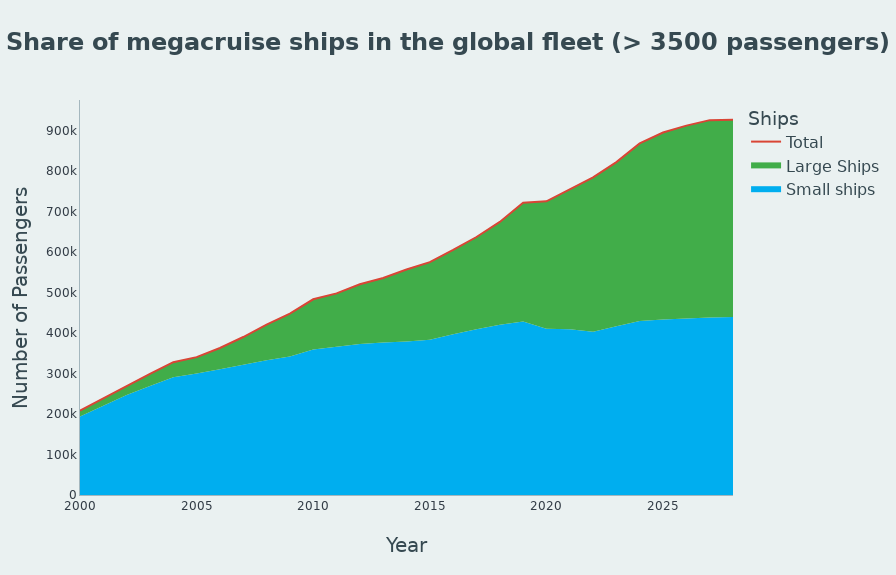 Share of megacruise ships in the global fleet (> 3500 passengers)
Ships
Total
Large Ships
Small ships
Number of Passengers
900k
800k
700k
600k
500k
400k
300k
200k
100k
0
2000
2005
2010
2015
2020
2025
Year